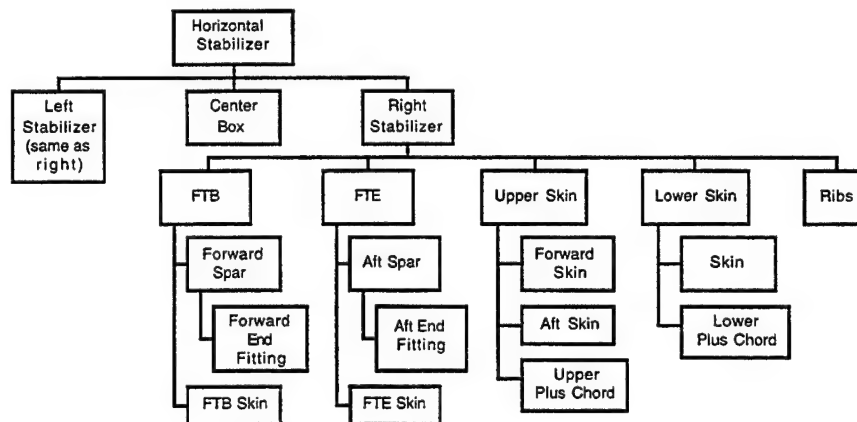 Horizontal
Stabilizer
Left
Stabilizer
(same as
right)
Center
Box
Right
Stabilizer
FTB
FTE
Upper Skin
Lower Skin
Ribs
Forward
Spar
Forward
End
Fitting
FTB Skin
Aft Spar
Aft End
Fitting
FTE Skin
Forward
Skin
Aft Skin
Upper
Plus Chord
Skin
Lower
Plus Chord